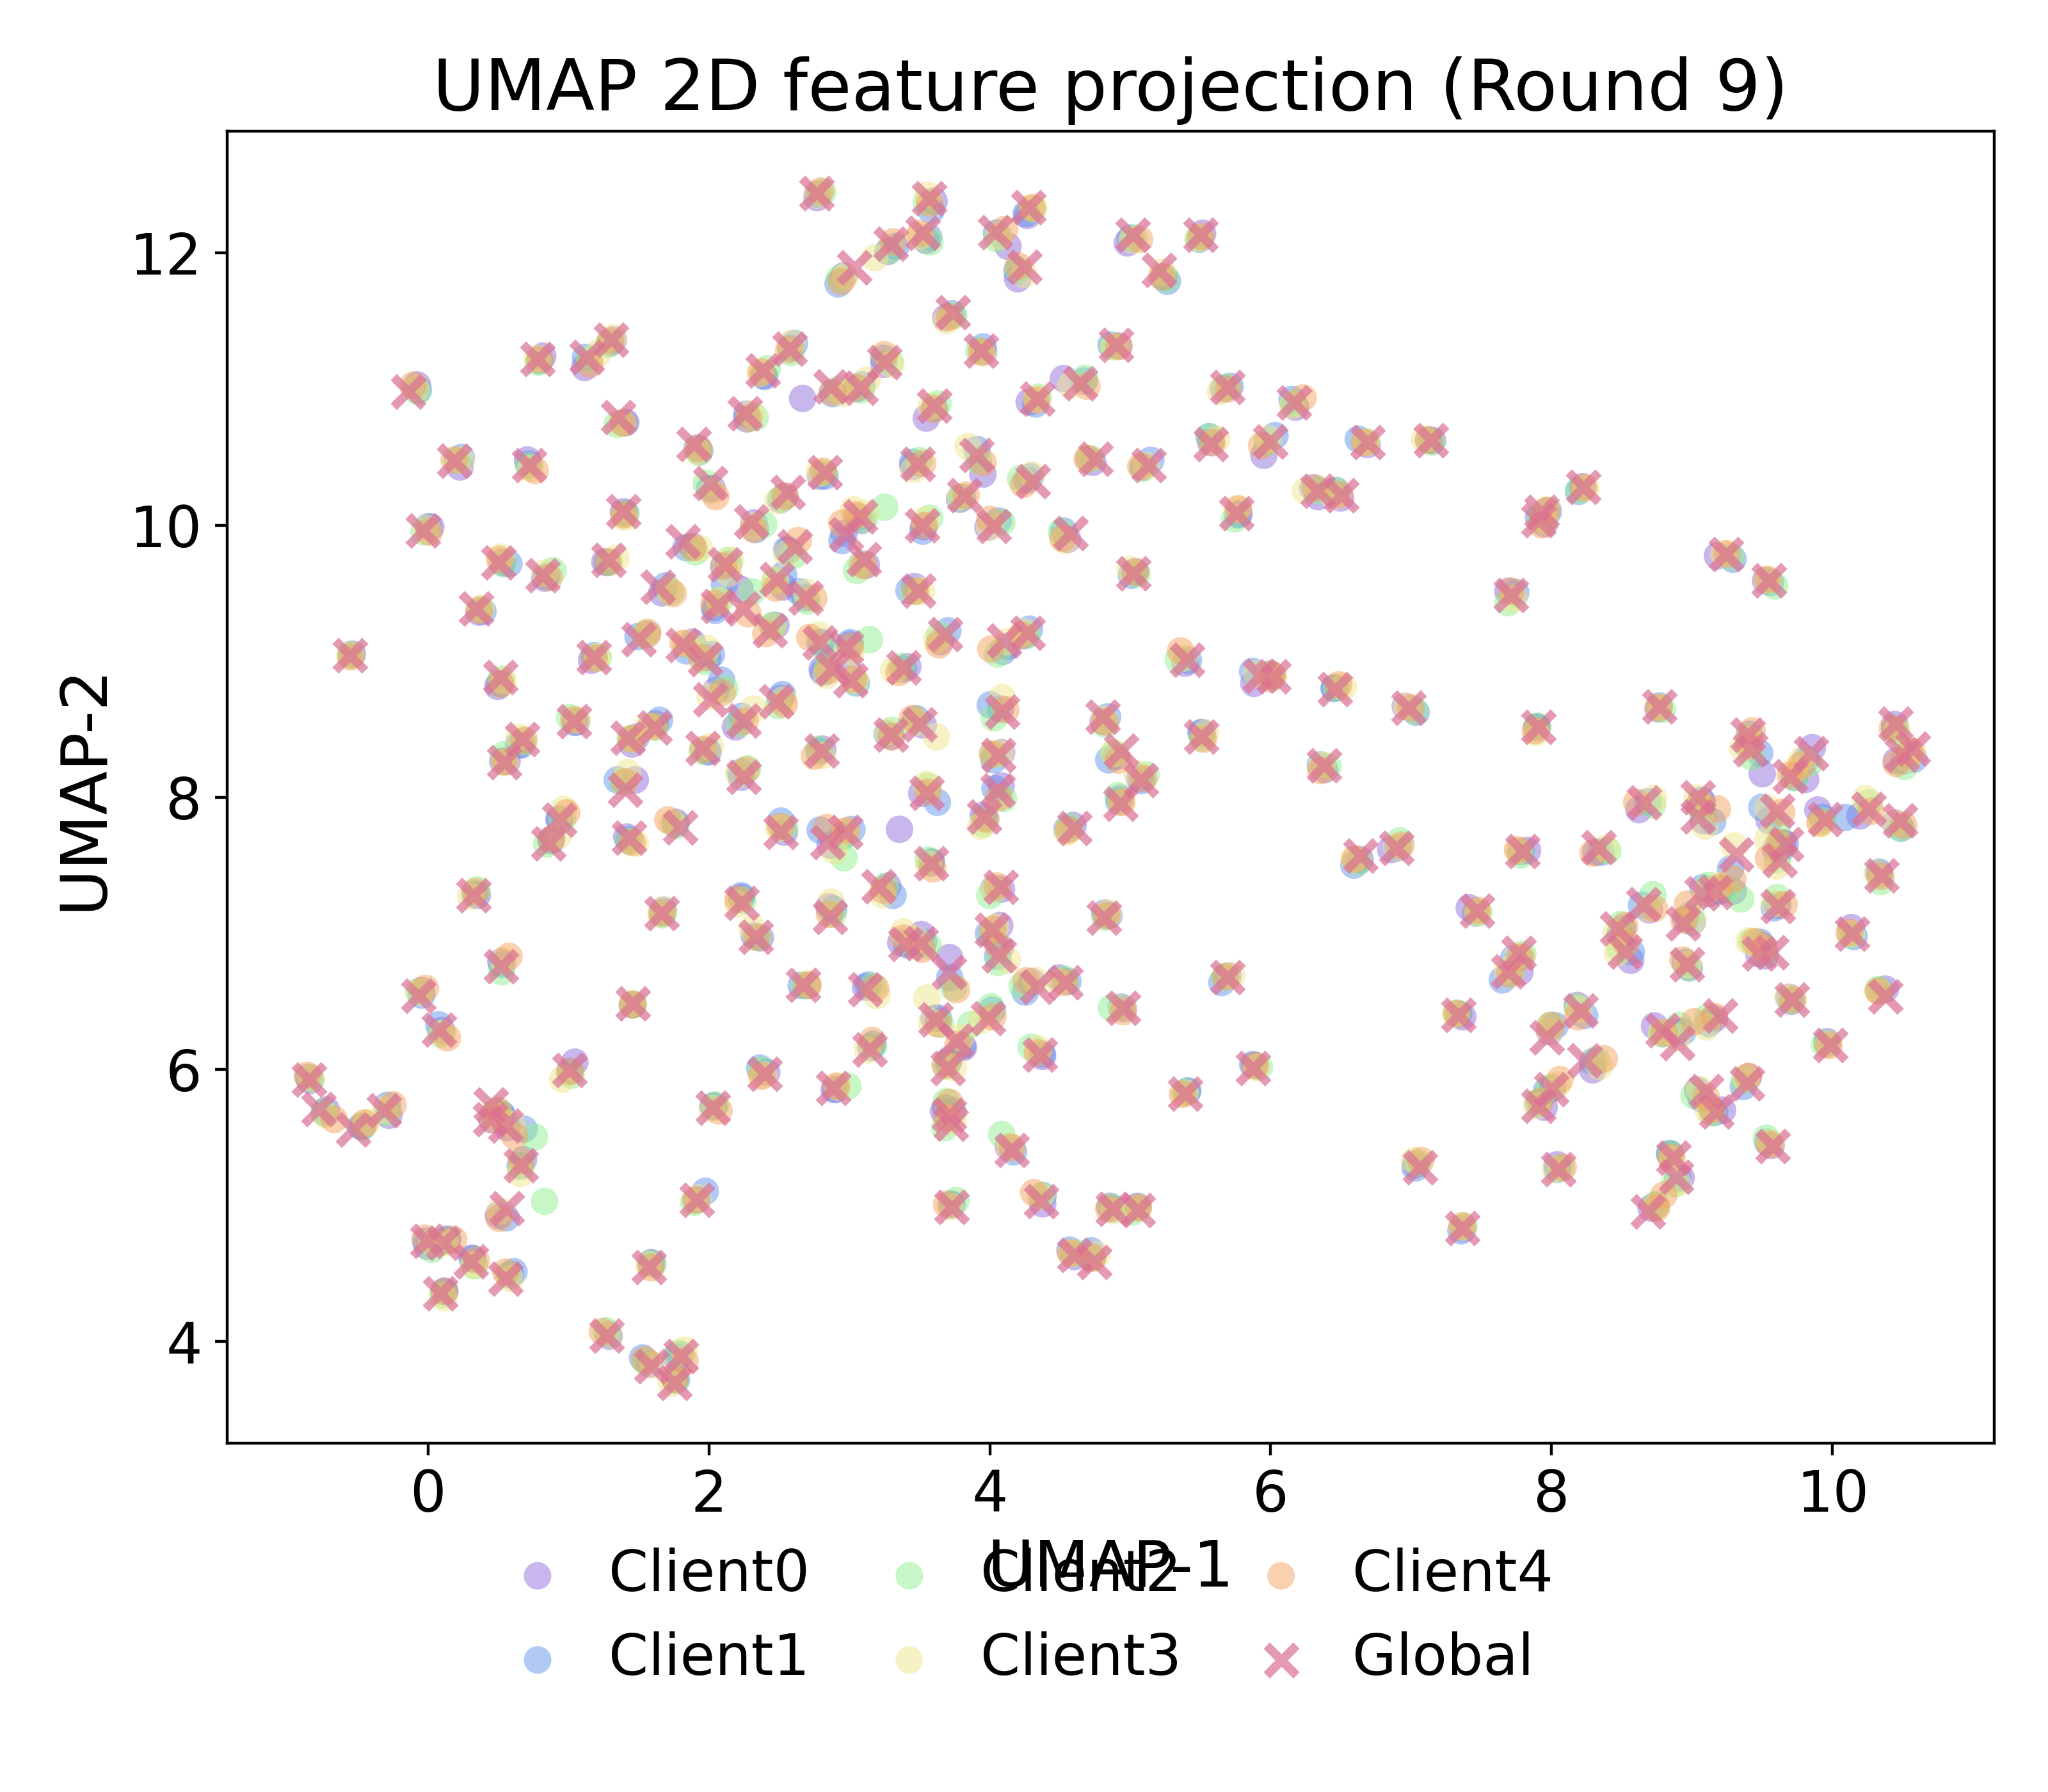 UMAP 2D feature projection (Round 9)
UMAP-2
12
10
8
6
4
0 2 4 6 8 10
UMAP-1
Client0 Client2 Client4
Client1 Client3 Global